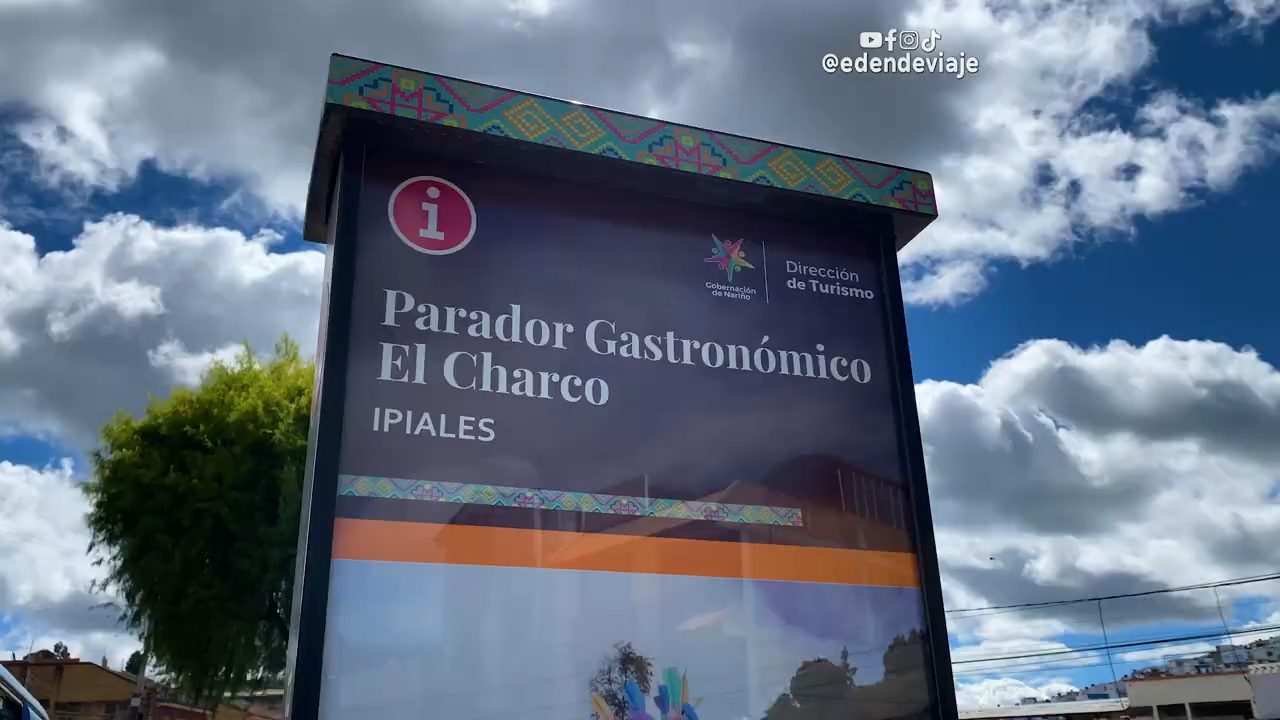 @edendeviaje
i
Gobernación
de Nariño
Dirección
de Turismo
Parador Gastronómico
El Charco
IPIALES